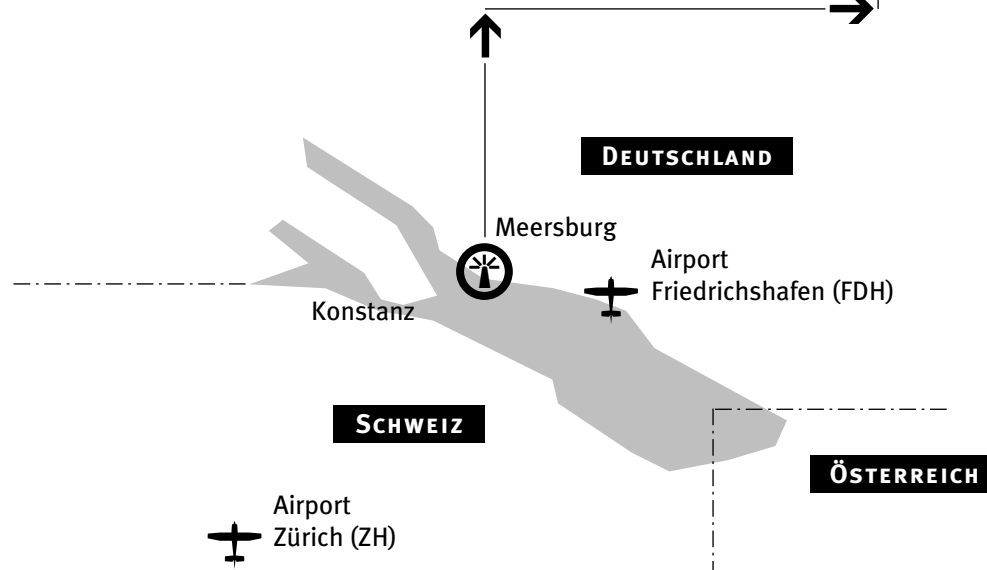 DEUTSCHLAND
Meersburg
Airport
Friedrichshafen (FDH)
Konstanz
SCHWEIZ
ÖSTERREICH
Airport
Zürich (ZH)